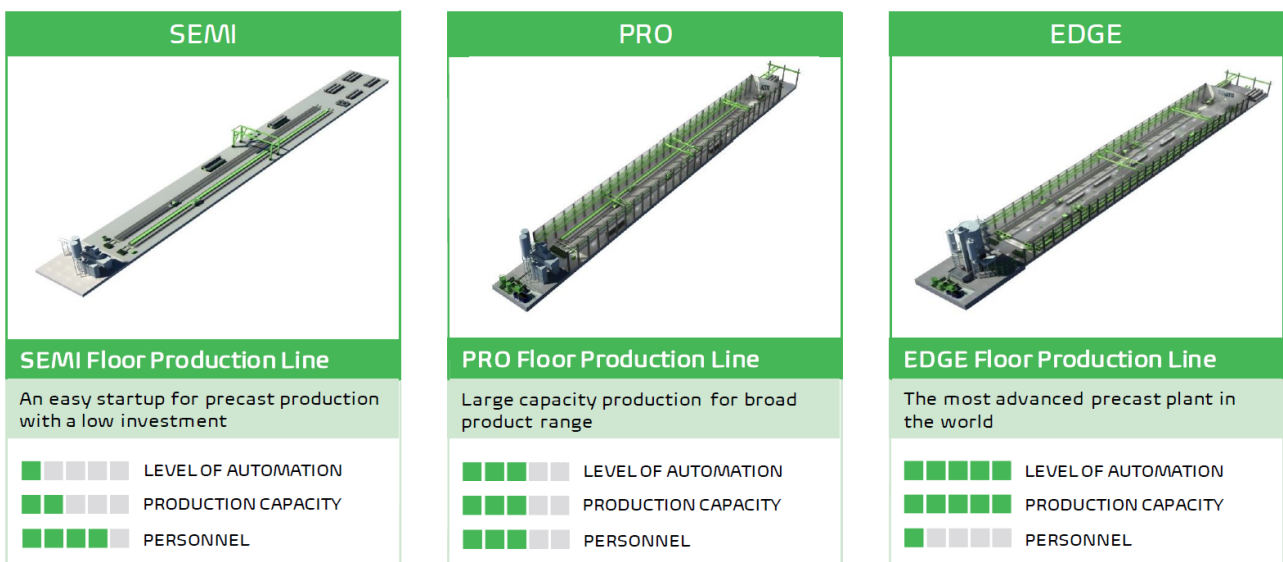 SEMI
SEMI Floor Production Line
An easy startup for precast production
with a low investment
LEVEL OF AUTOMATION
PRODUCTION CAPACITY
PERSONNEL
PRO
PRO Floor Production Line
Large capacity production for broad
product range
LEVEL OF AUTOMATION
PRODUCTION CAPACITY
PERSONNEL
EDGE
EDGE Floor Production Line
The most advanced precast plant in
the world
LEVEL OF AUTOMATION
PRODUCTION CAPACITY
PERSONNEL